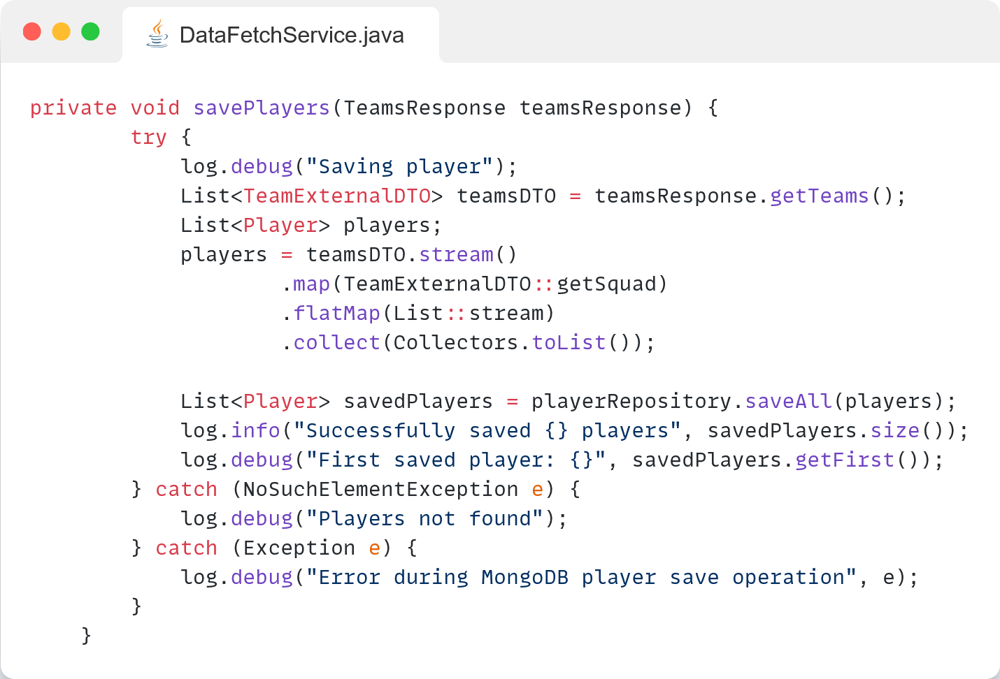 DataFetchService.java
private void savePlayers(TeamsResponse teamsResponse) {
        try {
            log.debug("Saving player");
            List<TeamExternalDTO> teamsDTO = teamsResponse.getTeams();
            List<Player> players;
            players = teamsDTO.stream()
                    .map(TeamExternalDTO::getSquad)
                    .flatMap(List::stream)
                    .collect(Collectors.toList());

            List<Player> savedPlayers = playerRepository.saveAll(players);
            log.info("Successfully saved {} players", savedPlayers.size());
            log.debug("First saved player: {}", savedPlayers.getFirst());
        } catch (NoSuchElementException e) {
            log.debug("Players not found");
        } catch (Exception e) {
            log.debug("Error during MongoDB player save operation", e);
        }
    }